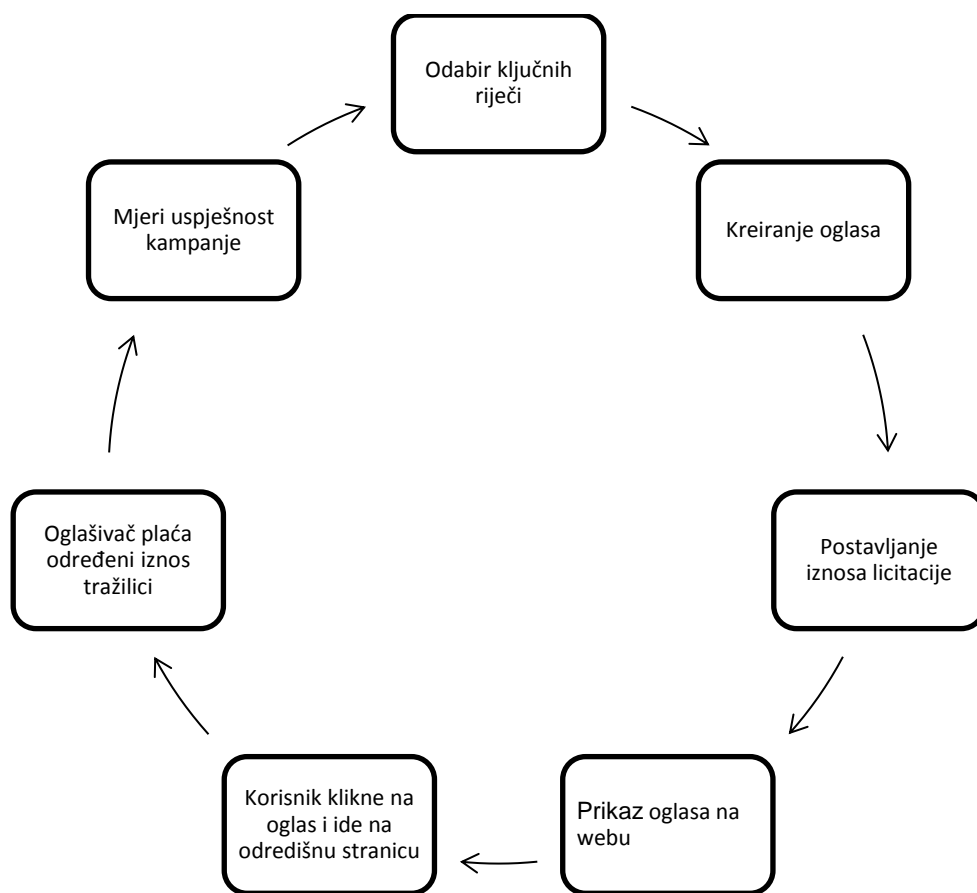 Odabir ključnih
riječi
Kreiranje oglasa
Postavljanje
iznosa licitacije
Prikaz oglasa na
webu
Korisnik klikne na
oglas i ide na
odredišnu stranicu
Oglašivač plaća
određeni iznos
tražilici
Mjeri uspješnost
kampanje